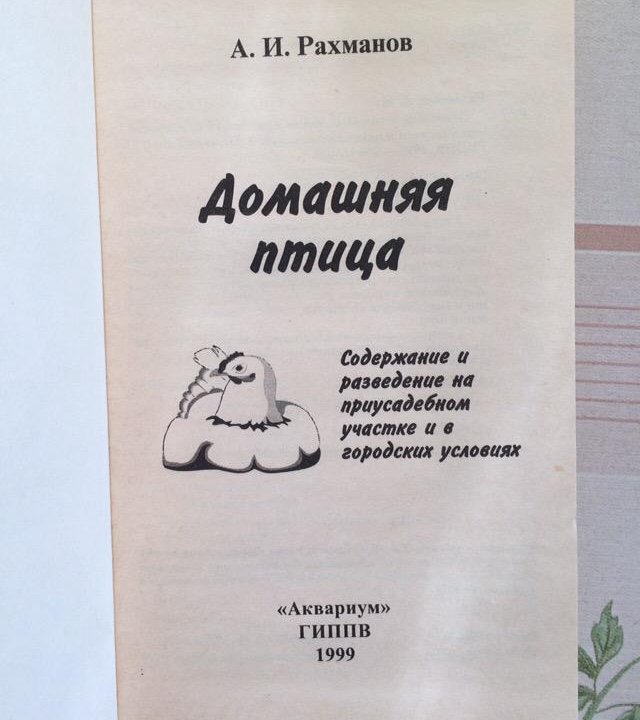 А. И. Рахманов
Домашняя
птица
Содержание и
разведение на
приусадебном
участке и в
городских условиях
«Аквариум»
ГИППВ
1999